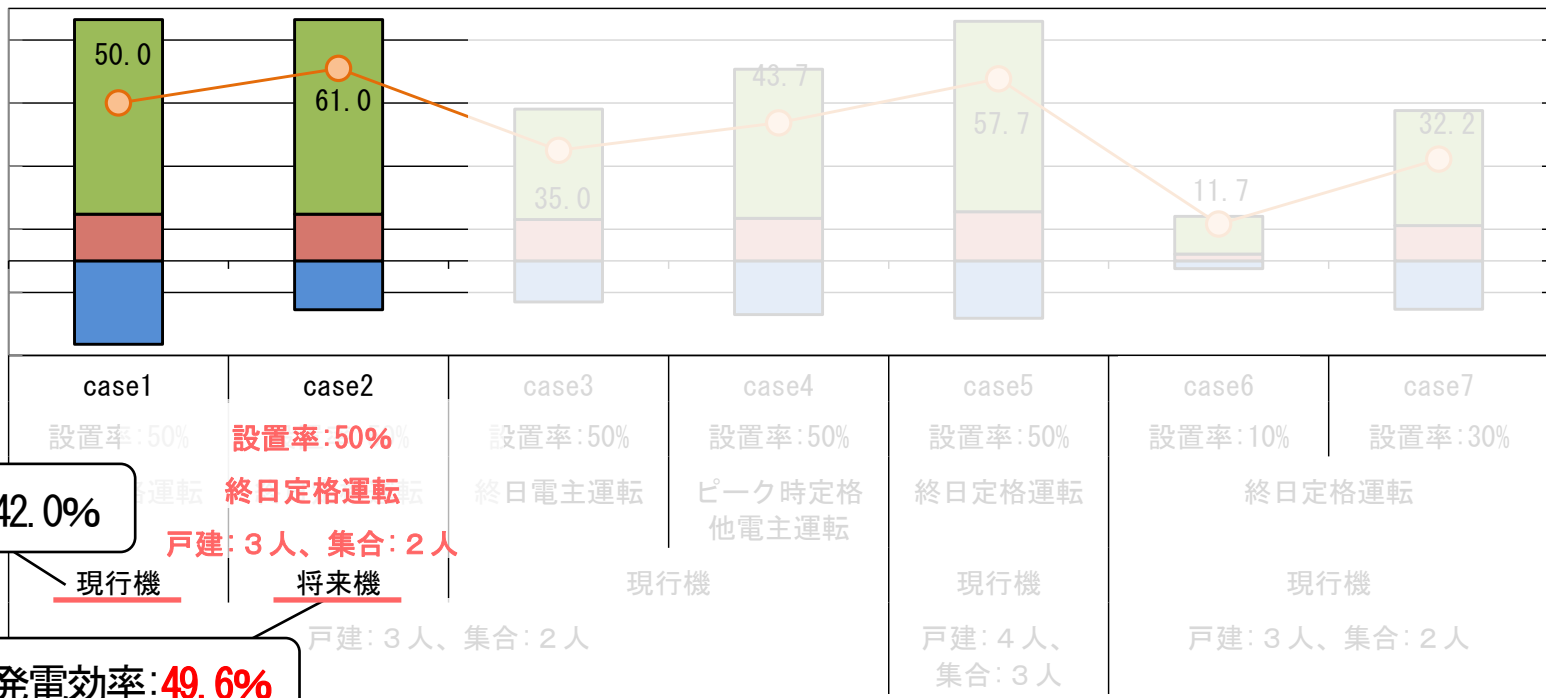 50.0
61.0
35.0
43.7
57.7
11.7
32.2
case1 case2 case3 case4 case5 case6 case7
設置率:50% 設置率:50% 設置率:50% 設置率:50% 設置率:50% 設置率:10% 設置率:30%
42.0%
運転 終日定格運転 終日電主運転 ピーク時定格 終日定格運転 終日定格運転
他電主運転
戸建:3人、集合:2人
現行機 将来機 現行機 現行機 現行機
戸建:3人、集合:2人 戸建:4人、 戸建:3人、集合:2人
集合:3人
発電効率:49.6%